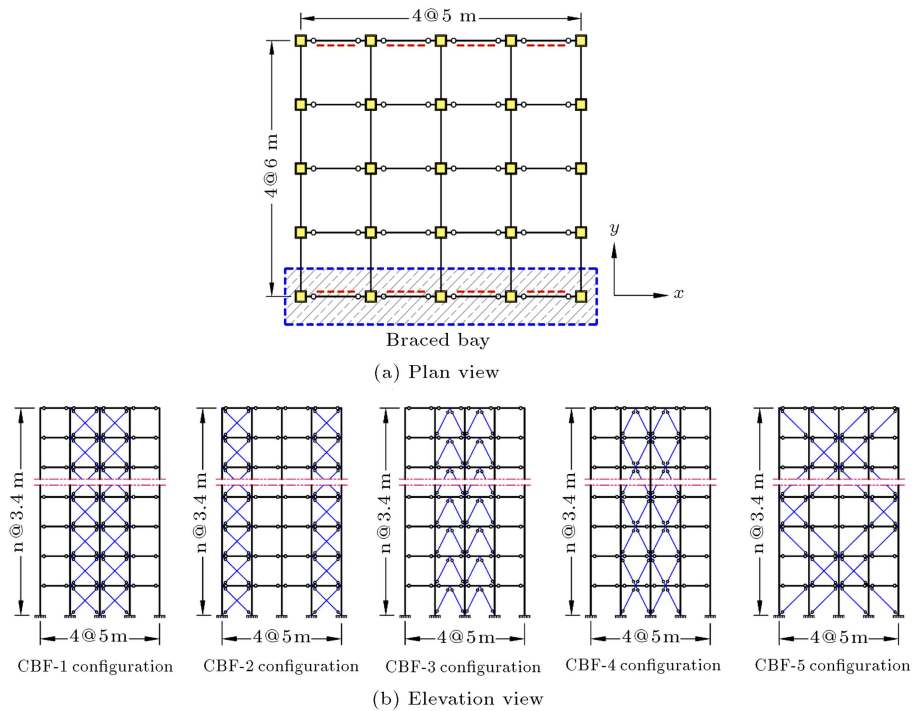 4@5 m
4@6 m
y
x
Braced bay
(a) Plan view
n@3.4 m
n@3.4 m
n@3.4 m
n@3.4 m
n@3.4 m
4@5m
4@5m
4@5m
4@5m
4@5m
CBF-1 configuration
CBF-2 configuration
CBF-3 configuration
CBF-4 configuration
CBF-5 configuration
(b) Elevation view